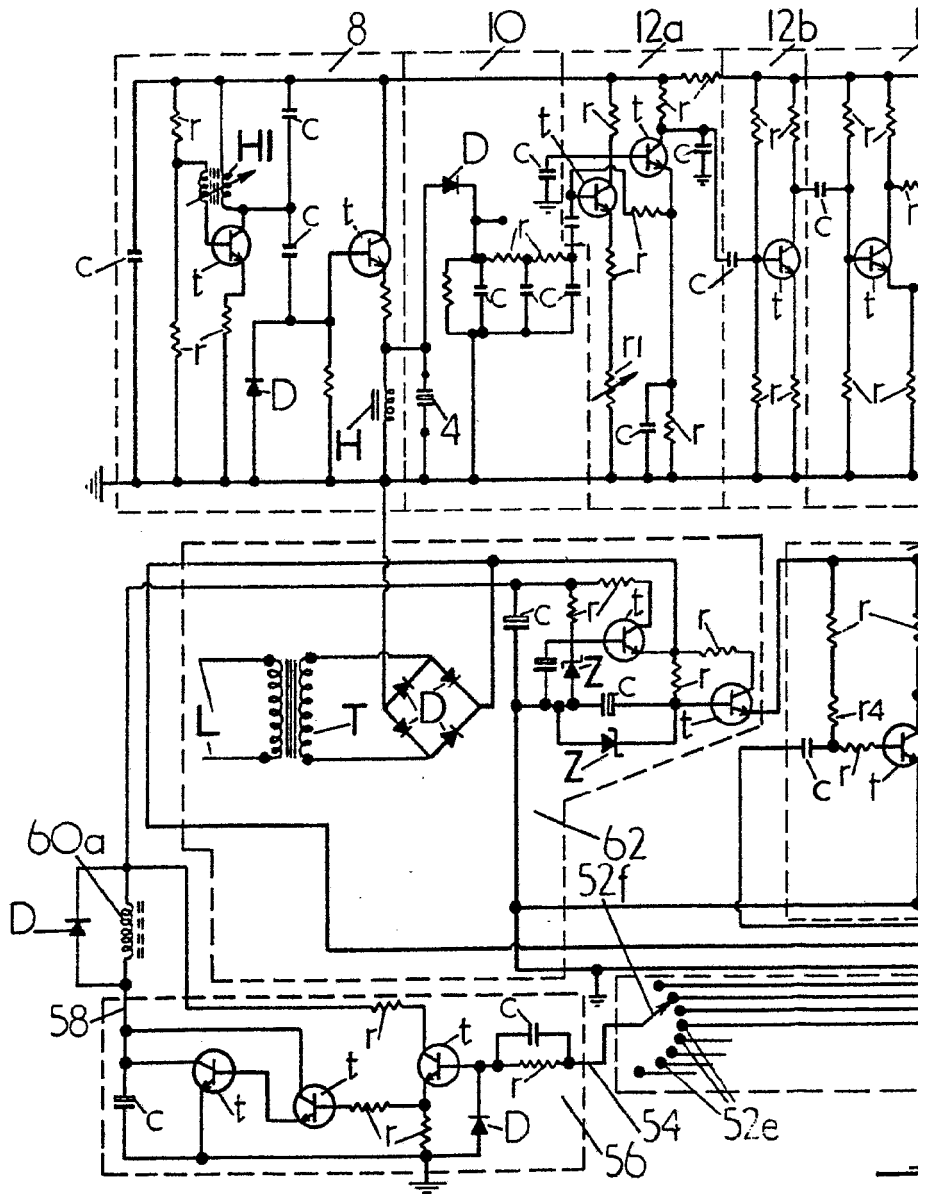 8 10 12a 12b
r H1 C D t r t r r r
C C C
C t r r
C C t C C r
C t r D H 4 C C r r1 C r t t r r
C r t Z C r
L T D Z t r4
C r t
60a 62 52f
D
58 r C t
t t r
C r D 56 54 52e